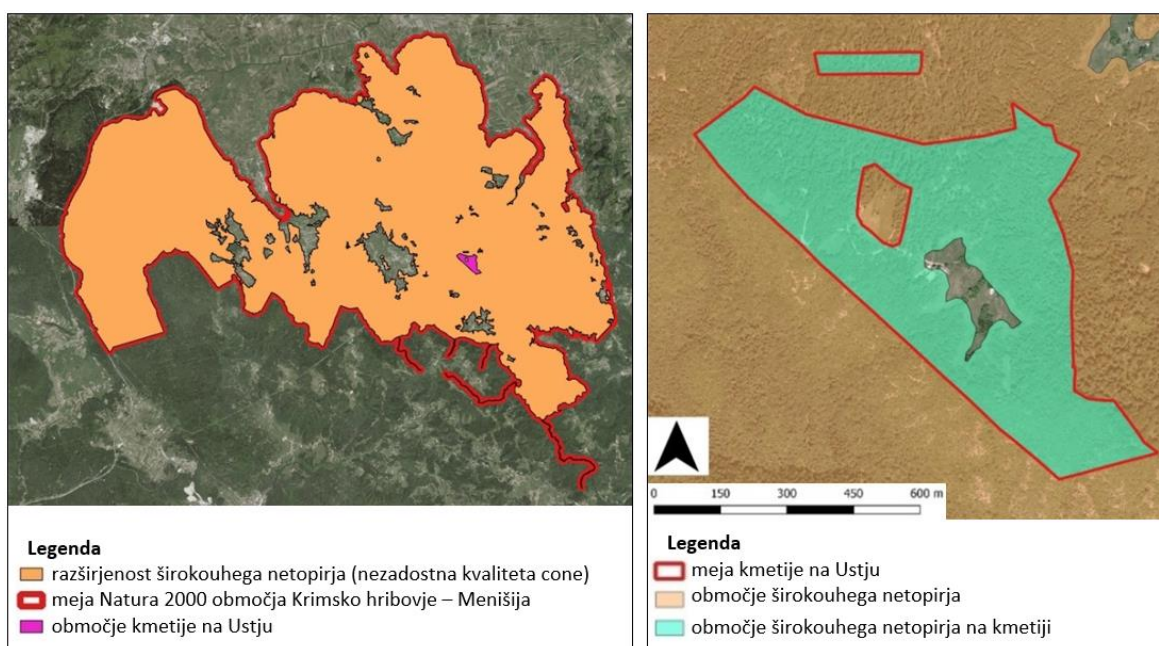 Legenda
razširjenost širokouhega netopirja (nezadostna kvaliteta cone)
meja Natura 2000 območja Krimsko hribovje – Menišija
območje kmetije na Ustju
0 150 300 450 600 m
Legenda
meja kmetije na Ustju
območje širokouhega netopirja
območje širokouhega netopirja na kmetiji